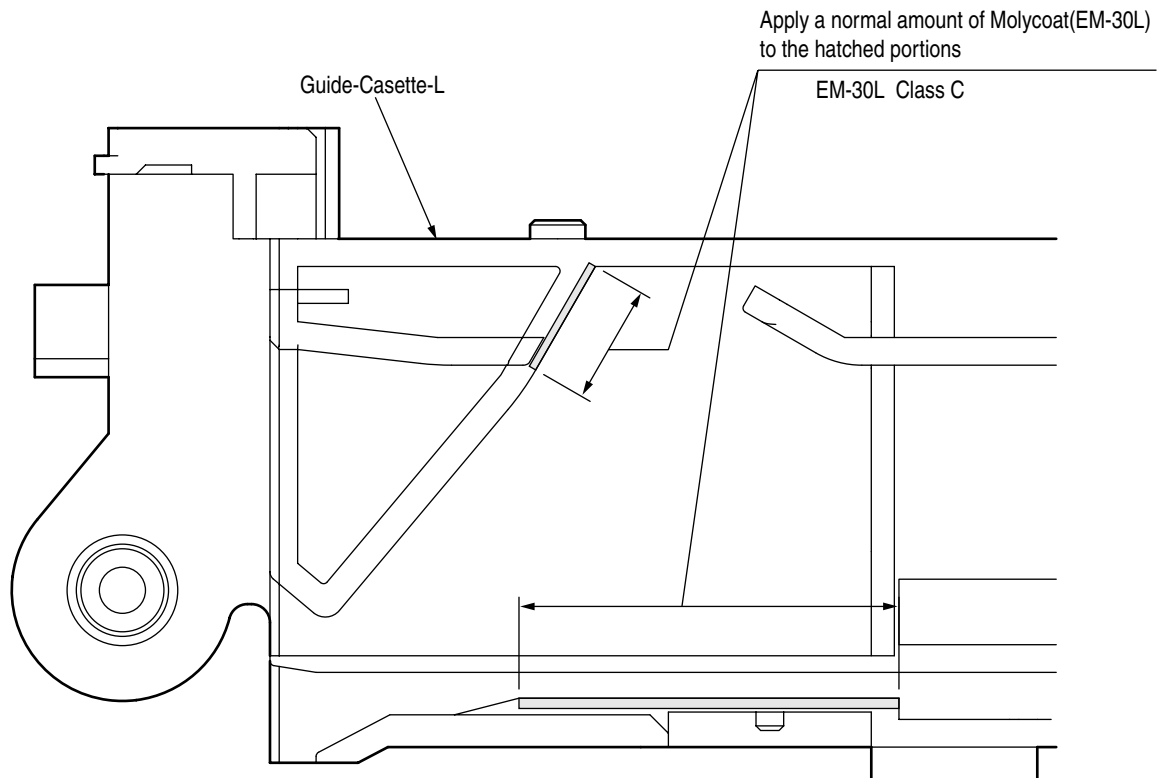 Apply a normal amount of Molycoat(EM-30L)
to the hatched portions
EM-30L Class C
Guide-Casette-L